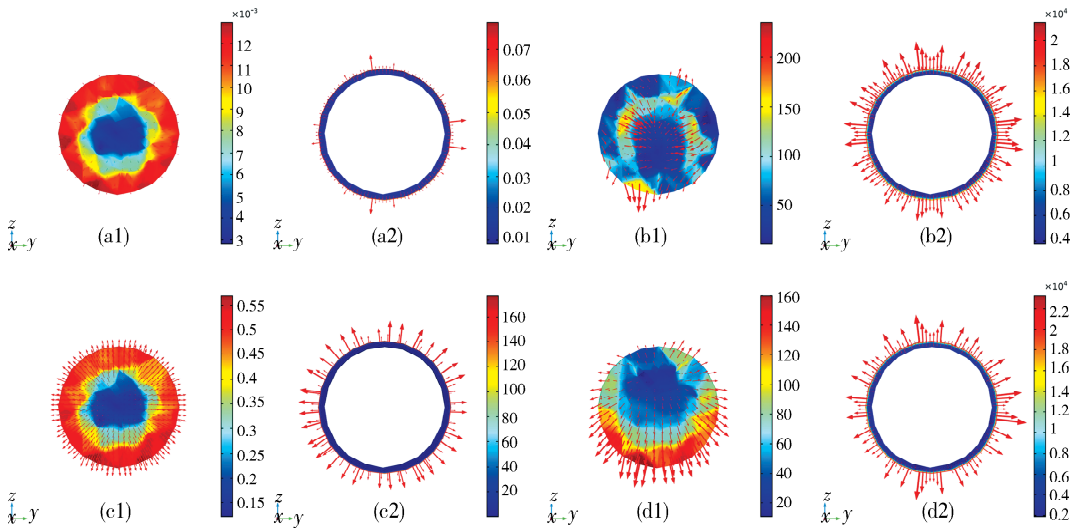 ×10⁻³
12
11
10
9
8
7
6
5
4
3
z
x y
(a1)
0.07
0.06
0.05
0.04
0.03
0.02
0.01
z
x y
(a2)
200
150
100
50
z
x y
(b1)
×10⁴
2
1.8
1.6
1.4
1.2
1
0.8
0.6
0.4
z
x y
(b2)
0.55
0.5
0.45
0.4
0.35
0.3
0.25
0.2
0.15
z
x y
(c1)
160
140
120
100
80
60
40
20
z
x y
(c2)
160
140
120
100
80
60
40
20
z
x y
(d1)
×10⁴
2.2
2
1.8
1.6
1.4
1.2
1
0.8
0.6
0.4
0.2
z
x y
(d2)